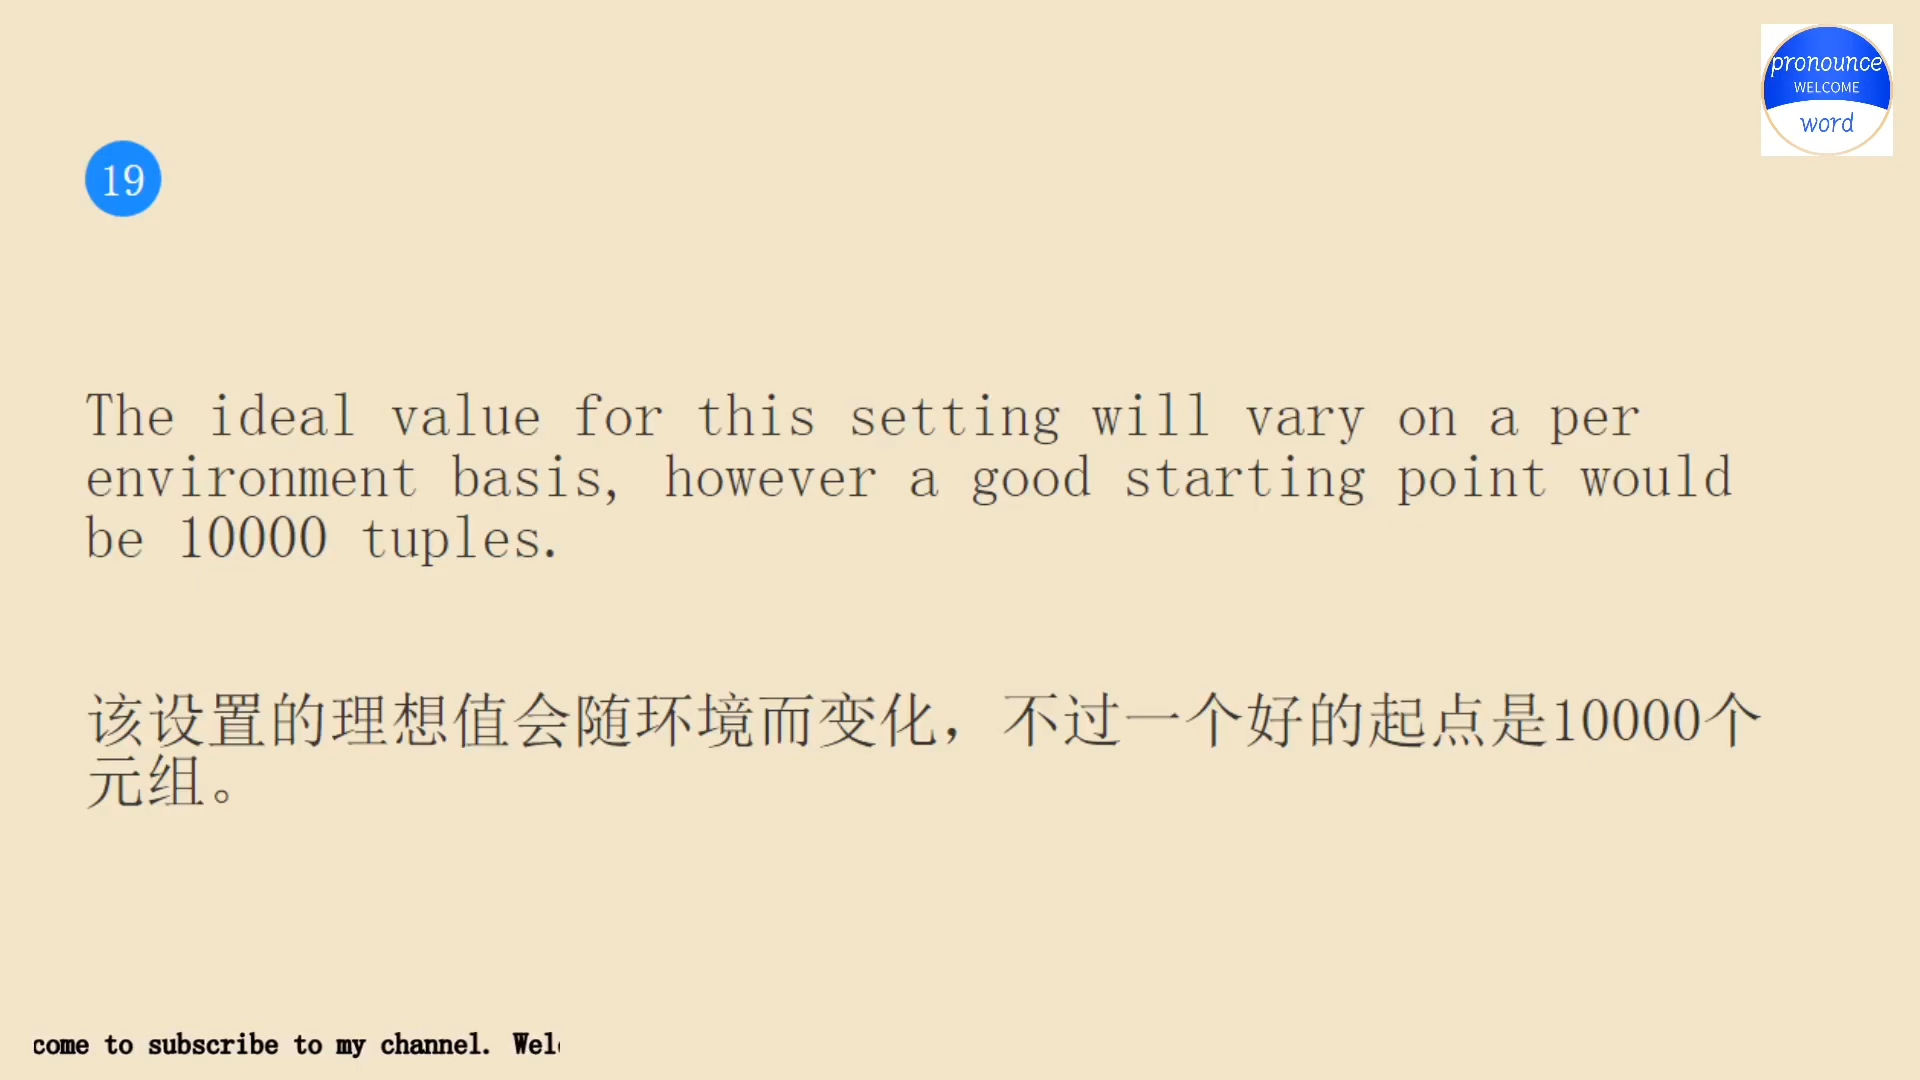 pronounce
WELCOME
word
19
The ideal value for this setting will vary on a per
environment basis, however a good starting point would
be 10000 tuples.
该设置的理想值会随环境而变化，不过一个好的起点是10000个
元组。
come to subscribe to my channel. Wel